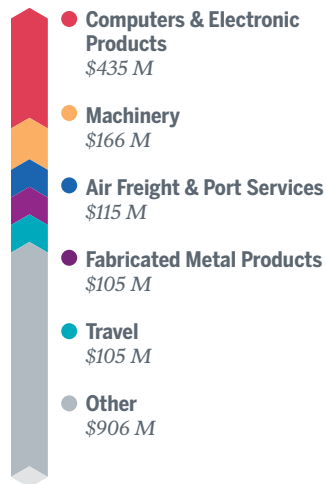 Computers & Electronic
Products
$435 M
Machinery
$166 M
Air Freight & Port Services
$115 M
Fabricated Metal Products
$105 M
Travel
$105 M
Other
$906 M